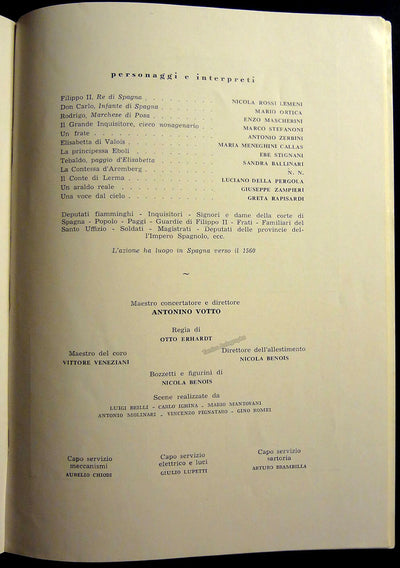 personaggi e interpreti
Filippo II, Re di Spagna . . . . . . . . . NICOLA ROSSI LEMENI
Don Carlo, Infante di Spagna . . . . . . . . MARIO ORTICA
Rodrigo, Marchese di Posa . . . . . . . . ENZO MASCHERINI
Il Grande Inquisitore, cieco nonagenario . . . . MARCO STEFANONI
Un frate . . . . . . . . . . . . ANTONIO ZERBINI
Elisabetta di Valois . . . . . . . . MARIA MENEGHINI CALLAS
La principessa Eboli . . . . . . . . . . EBE STIGNANI
Tebaldo, paggio d'Elisabetta . . . . . . . SANDRA BALLINARI
La Contessa d'Aremberg . . . . . . . . . . N. N.
Il Conte di Lerma . . . . . . . . LUCIANO DELLA PERGOLA
Un araldo reale . . . . . . . . . . GIUSEPPE ZAMPIERI
Una voce dal cielo . . . . . . . . . . GRETA RAPISARDI
Deputati fiamminghi - Inquisitori - Signori e dame della corte di
Spagna - Popolo - Paggi - Guardie di Filippo II - Frati - Familiari del
Santo Uffizio - Soldati - Magistrati - Deputati delle provincie del-
l'Impero Spagnolo, ecc.
L'azione ha luogo in Spagna verso il 1560
Maestro concertatore e direttore
ANTONINO VOTTO
Regia di
OTTO ERHARDT
Maestro del coro
VITTORE VENEZIANI
Direttore dell'allestimento
NICOLA BENOIS
Bozzetti e figurini di
NICOLA BENOIS
Scene realizzate da
LUIGI BRILLI - CARLO IGHINA - MARIO MANTOVANI
ANTONIO MOLINARI - VINCENZO PIGNATARO - GINO ROMEI
Capo servizio
meccanismi
AURELIO CHIODI
Capo servizio
elettrico e luci
GIULIO LUPETTI
Capo servizio
sartoria
ARTURO BRAMBILLA